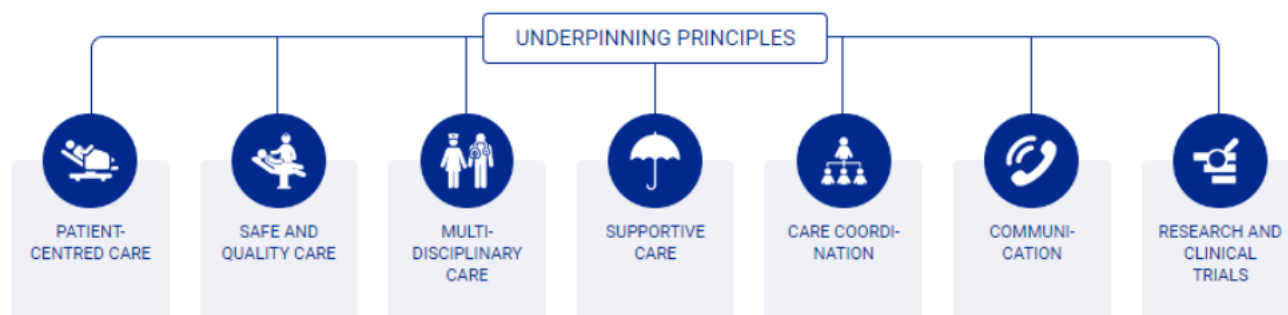 UNDERPINNING PRINCIPLES
PATIENT-
CENTRED CARE
SAFE AND
QUALITY CARE
MULTI-
DISCIPLINARY
CARE
SUPPORTIVE
CARE
CARE COORDI-
NATION
COMMUNI-
CATION
RESEARCH AND
CLINICAL
TRIALS